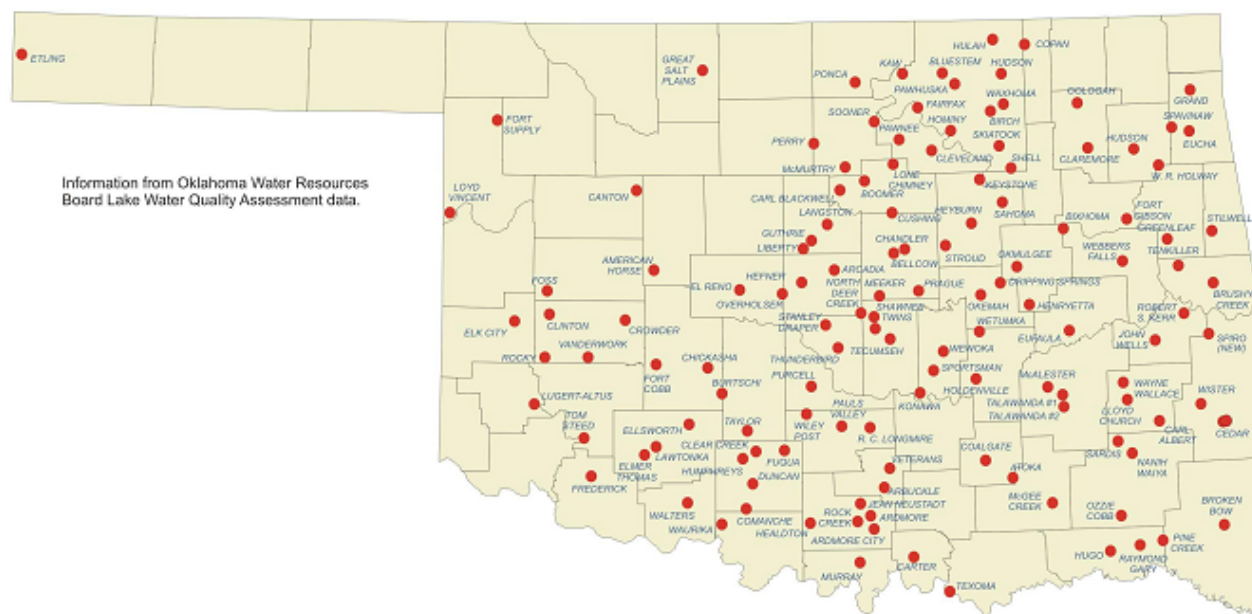 ETLING
GREAT
SALT
PLAINS
PONCA
KAW
BLUESTEM
HULAH
COPAN
HUDSON
PAWHUSKA
WAXHOMA
FAIRFAX
BIRCH
OOLOGAH
GRAND
SPAVINAW
EUCHA
FORT
SUPPLY
SOONER
HOMINY
SKIATOOK
HUDSON
PERRY
PAWNEE
CLEVELAND
SHELL
CLAREMORE
W. R. HOLWAY
McMURTRY
LONE
CHIMNEY
BOOMER
KEYSTONE
Information from Oklahoma Water Resources
Board Lake Water Quality Assessment data.
LOYD
VINCENT
CANTON
CARL BLACKWELL
LANGSTON
CUSHING
HEYBURN
SAHOMA
BIXHOMA
FORT
GIBSON
GREENLEAF
STILWELL
GUTHRIE
LIBERTY
CHANDLER
BELLCOW
STROUD
OKMULGEE
WEBBERS
FALLS
TENKILLER
AMERICAN
HORSE
HEFNER
ARCADIA
FOSS
EL RENO
OVERHOLSER
NORTH
DEER
CREEK
MEEKER
PRAGUE
DRIPPING SPRINGS
BRUSHY
CREEK
SHAWNEE
TWINS
OKEMAH
HENRYETTA
ROBERT
S. KERR
ELK CITY
CLINTON
CROWDER
STANLEY
DRAPER
WETUMKA
EUFAULA
JOHN
WELLS
SPIRO
(NEW)
VANDERWORK
TECUMSEH
WEWOKA
ROCKY
FORT
COBB
CHICKASHA
THUNDERBIRD
SPORTSMAN
HOLDENVILLE
BURTSCHI
PURCELL
KONAWA
McALESTER
TALAWANDA #1
TALAWANDA #2
WAYNE
WALLACE
WISTER
LUGERT-ALTUS
TOM
STEED
ELLSWORTH
TAYLOR
WILEY
POST
PAULS
VALLEY
R. C. LONGMIRE
LLOYD
CHURCH
CARL
ALBERT
CEDAR
CLEAR CREEK
LAWTONKA
ELMER
THOMAS
HUMPHREYS
FUQUA
DUNCAN
VETERANS
COALGATE
SARDIS
NANIH
WAIYA
FREDERICK
ARBUCKLE
ATOKA
WALTERS
WAURIKA
COMANCHE
HEALDTON
ROCK
CREEK
JEAN NEUSTADT
ARDMORE
ARDMORE CITY
McGEE
CREEK
OZZIE
COBB
BROKEN
BOW
MURRAY
CARTER
TEXOMA
HUGO
RAYMOND
GARY
PINE
CREEK